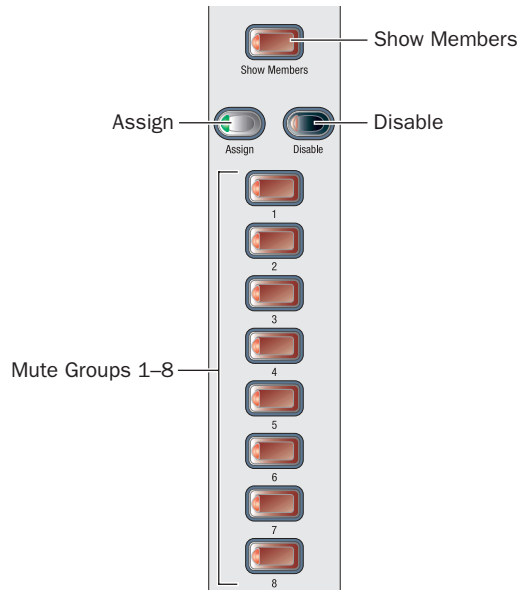 Show Members
Show Members
Assign
Disable
Assign
Disable
1
2
3
4
5
6
7
8
Mute Groups 1–8